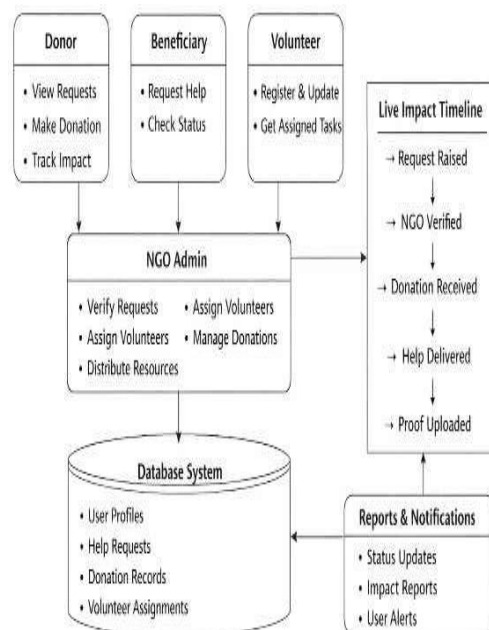 Donor
• View Requests
• Make Donation
• Track Impact
Beneficiary
• Request Help
• Check Status
Volunteer
• Register & Update
• Get Assigned Tasks
Live Impact Timeline
→ Request Raised
→ NGO Verified
→ Donation Received
→ Help Delivered
→ Proof Uploaded
NGO Admin
• Verify Requests
• Assign Volunteers
• Assign Volunteers
• Manage Donations
• Distribute Resources
Database System
• User Profiles
• Help Requests
• Donation Records
• Volunteer Assignments
Reports & Notifications
• Status Updates
• Impact Reports
• User Alerts